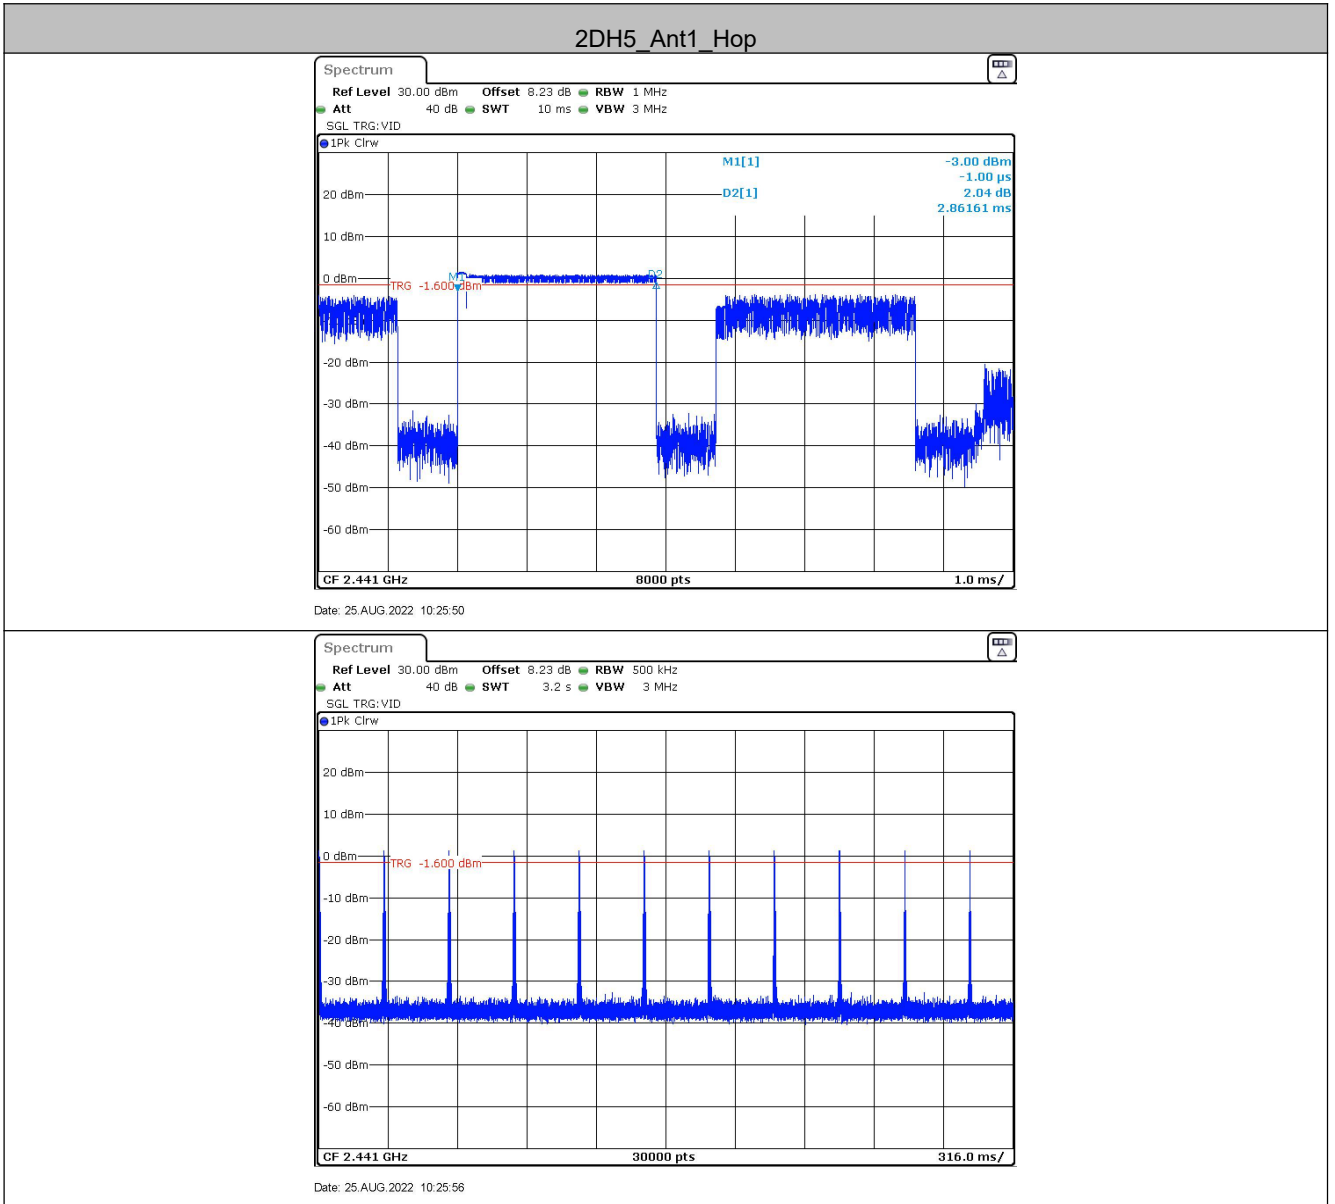 2DH5_Ant1_Hop
Spectrum
Ref Level 30.00 dBm Offset 8.23 dB RBW 1 MHz
Att 40 dB SWT 10 ms VBW 3 MHz
SGL TRG:VID
1Pk Clrw
M1[1] -3.00 dBm
-1.00 µs
D2[1] 2.04 dB
2.86161 ms
20 dBm
10 dBm
0 dBm
M1
D2
TRG -1.600 dBm
-20 dBm
-30 dBm
-40 dBm
-50 dBm
-60 dBm
CF 2.441 GHz 8000 pts 1.0 ms/
Date: 25.AUG.2022 10:25:50
Spectrum
Ref Level 30.00 dBm Offset 8.23 dB RBW 500 kHz
Att 40 dB SWT 3.2 s VBW 3 MHz
SGL TRG:VID
1Pk Clrw
20 dBm
10 dBm
0 dBm
TRG -1.600 dBm
-10 dBm
-20 dBm
-30 dBm
-40 dBm
-50 dBm
-60 dBm
CF 2.441 GHz 30000 pts 316.0 ms/
Date: 25.AUG.2022 10:25:56